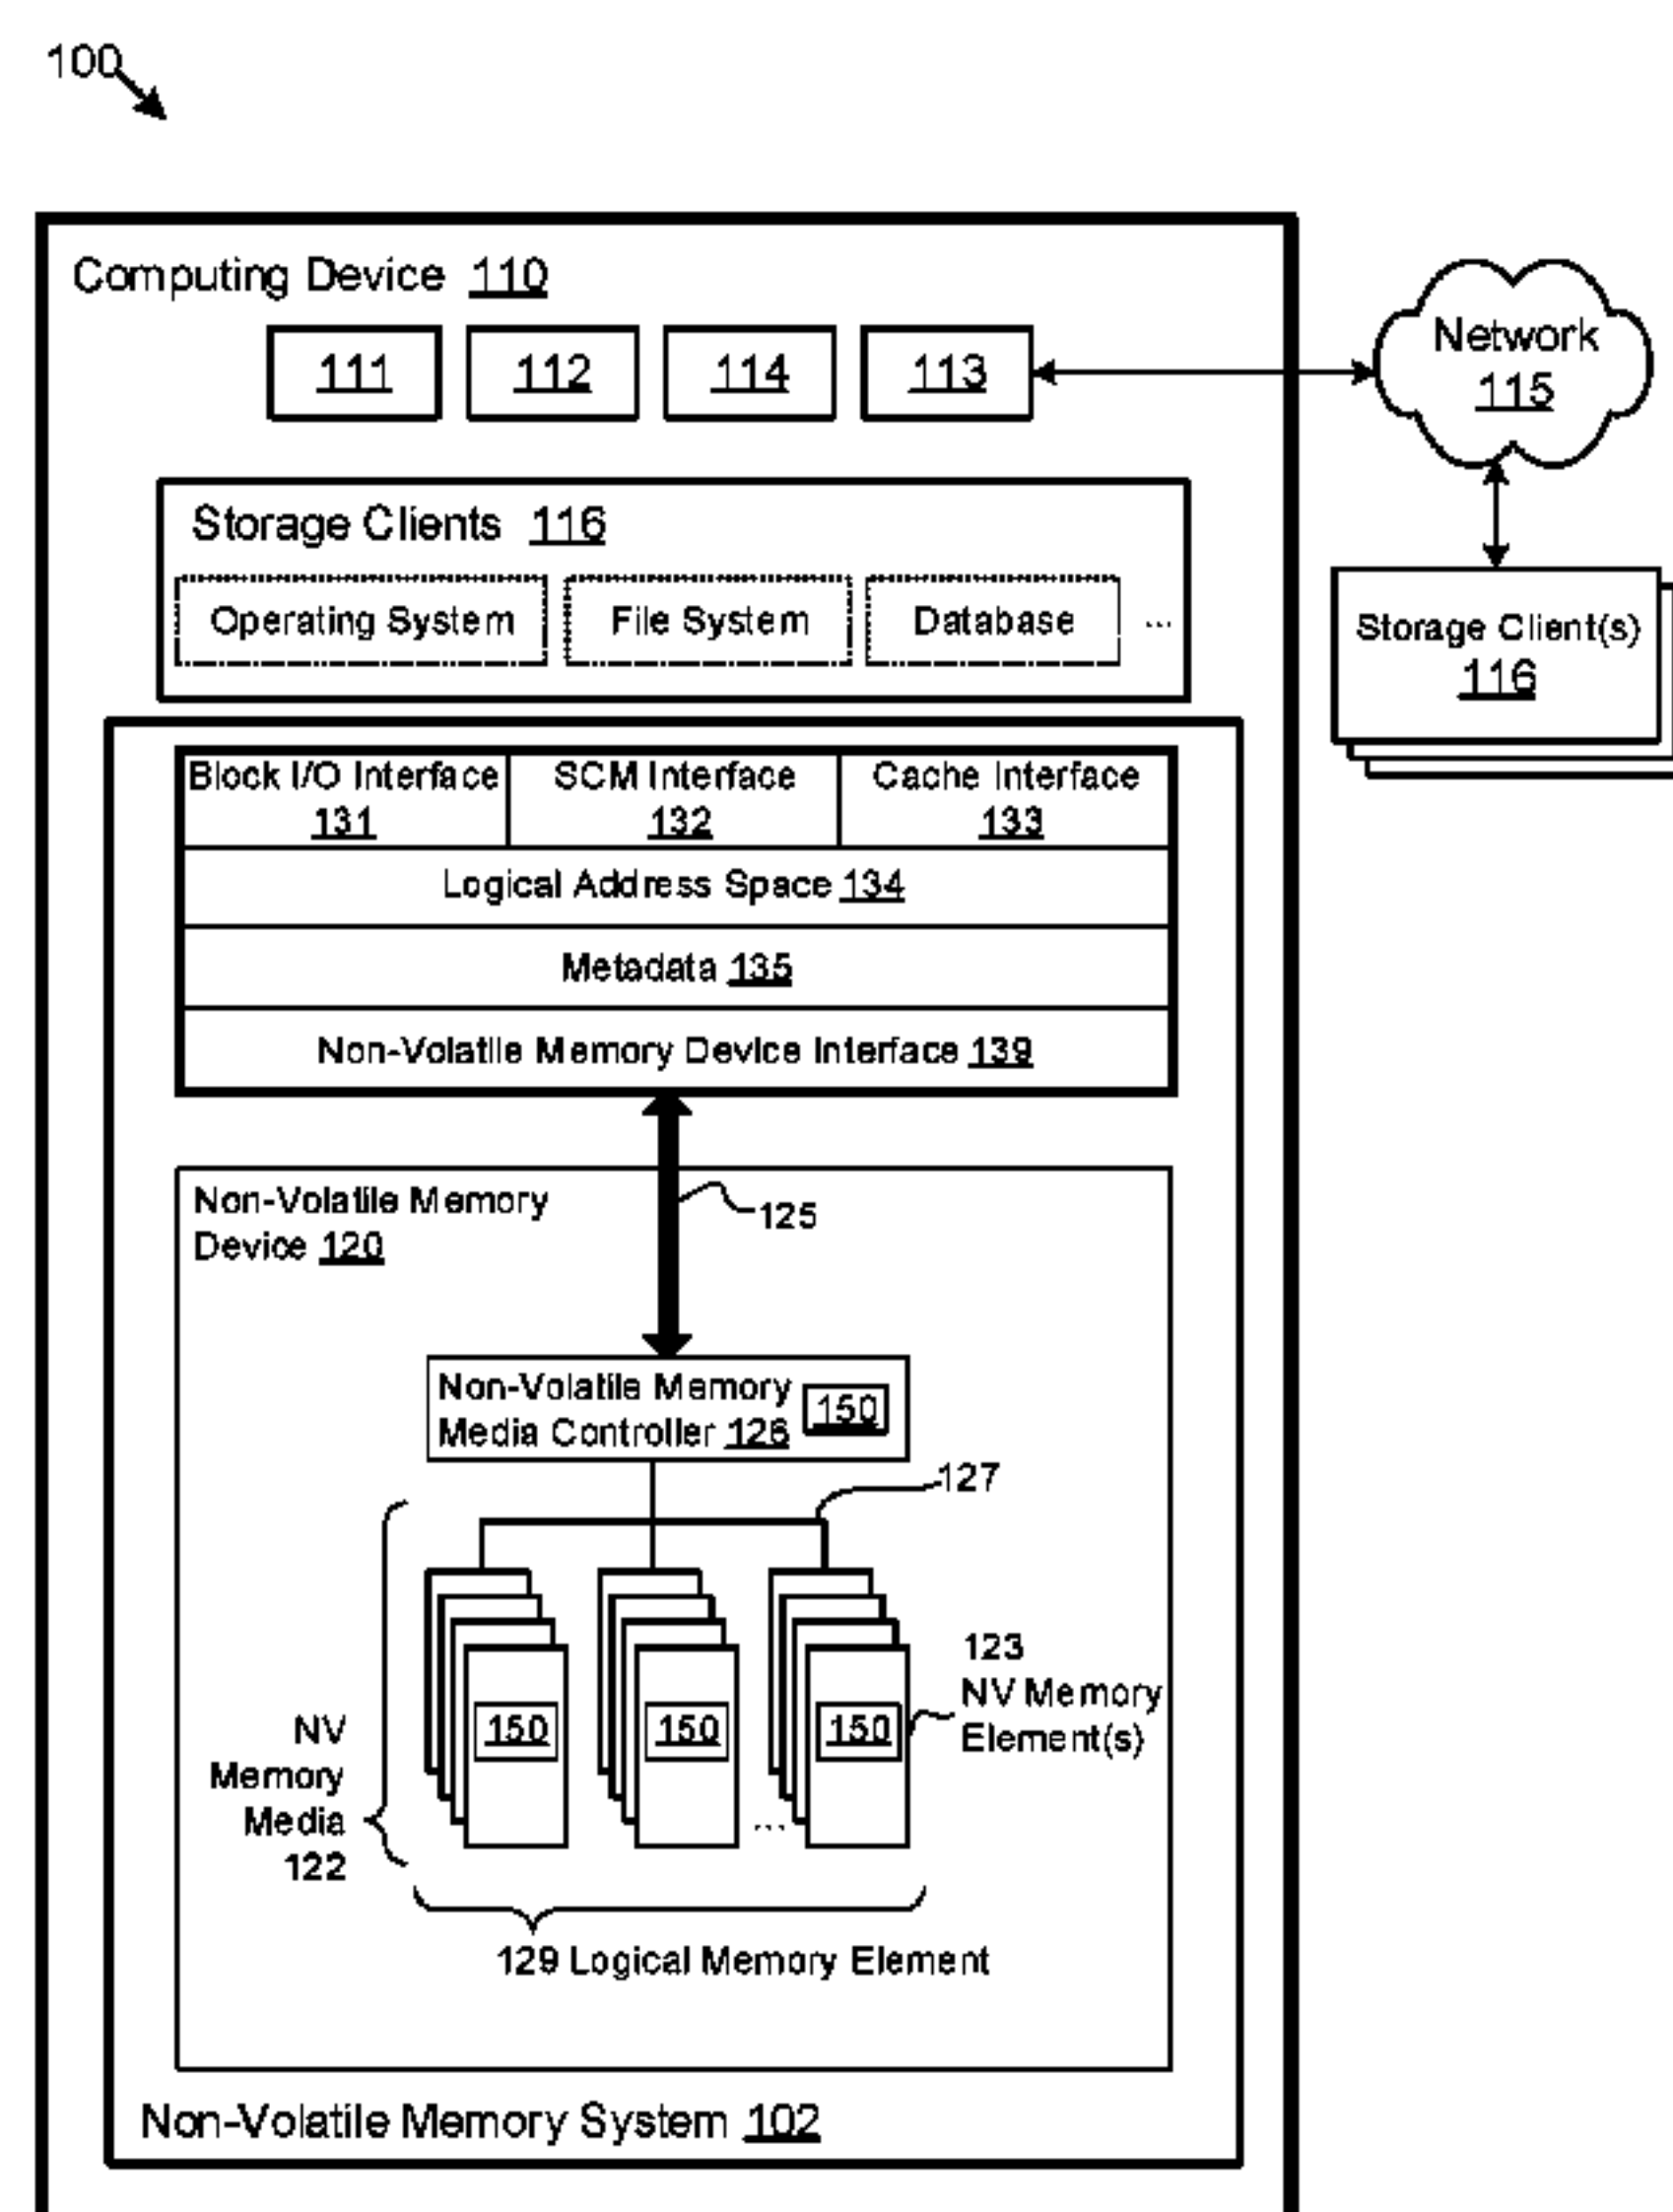 100
Computing Device 110
111
112
114
113
Network
115
Storage Clients 116
Operating System
File System
Database
...
Storage Client(s)
116
Block I/O Interface
131
SCM Interface
132
Cache Interface
133
Logical Address Space 134
Metadata 135
Non-Volatile Memory Device Interface 139
Non-Volatile Memory
Device 120
125
Non-Volatile Memory
Media Controller 126
150
127
123
NV Memory
Element(s)
150
150
150
...
NV
Memory
Media
122
129 Logical Memory Element
Non-Volatile Memory System 102